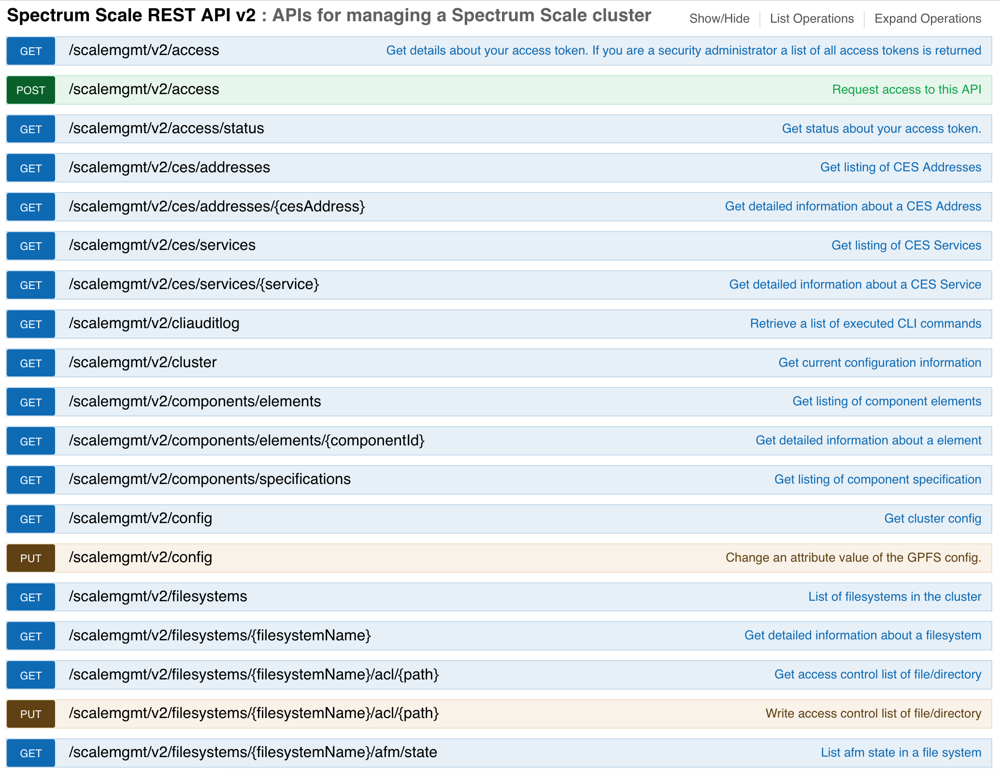 Spectrum Scale REST API v2 : APIs for managing a Spectrum Scale cluster Show/Hide List Operations Expand Operations
GET /scalemgmt/v2/access Get details about your access token. If you are a security administrator a list of all access tokens is returned
POST /scalemgmt/v2/access Request access to this API
GET /scalemgmt/v2/access/status Get status about your access token.
GET /scalemgmt/v2/ces/addresses Get listing of CES Addresses
GET /scalemgmt/v2/ces/addresses/{cesAddress} Get detailed information about a CES Address
GET /scalemgmt/v2/ces/services Get listing of CES Services
GET /scalemgmt/v2/ces/services/{service} Get detailed information about a CES Service
GET /scalemgmt/v2/cliauditlog Retrieve a list of executed CLI commands
GET /scalemgmt/v2/cluster Get current configuration information
GET /scalemgmt/v2/components/elements Get listing of component elements
GET /scalemgmt/v2/components/elements/{componentId} Get detailed information about a element
GET /scalemgmt/v2/components/specifications Get listing of component specification
GET /scalemgmt/v2/config Get cluster config
PUT /scalemgmt/v2/config Change an attribute value of the GPFS config.
GET /scalemgmt/v2/filesystems List of filesystems in the cluster
GET /scalemgmt/v2/filesystems/{filesystemName} Get detailed information about a filesystem
GET /scalemgmt/v2/filesystems/{filesystemName}/acl/{path} Get access control list of file/directory
PUT /scalemgmt/v2/filesystems/{filesystemName}/acl/{path} Write access control list of file/directory
GET /scalemgmt/v2/filesystems/{filesystemName}/afm/state List afm state in a file system